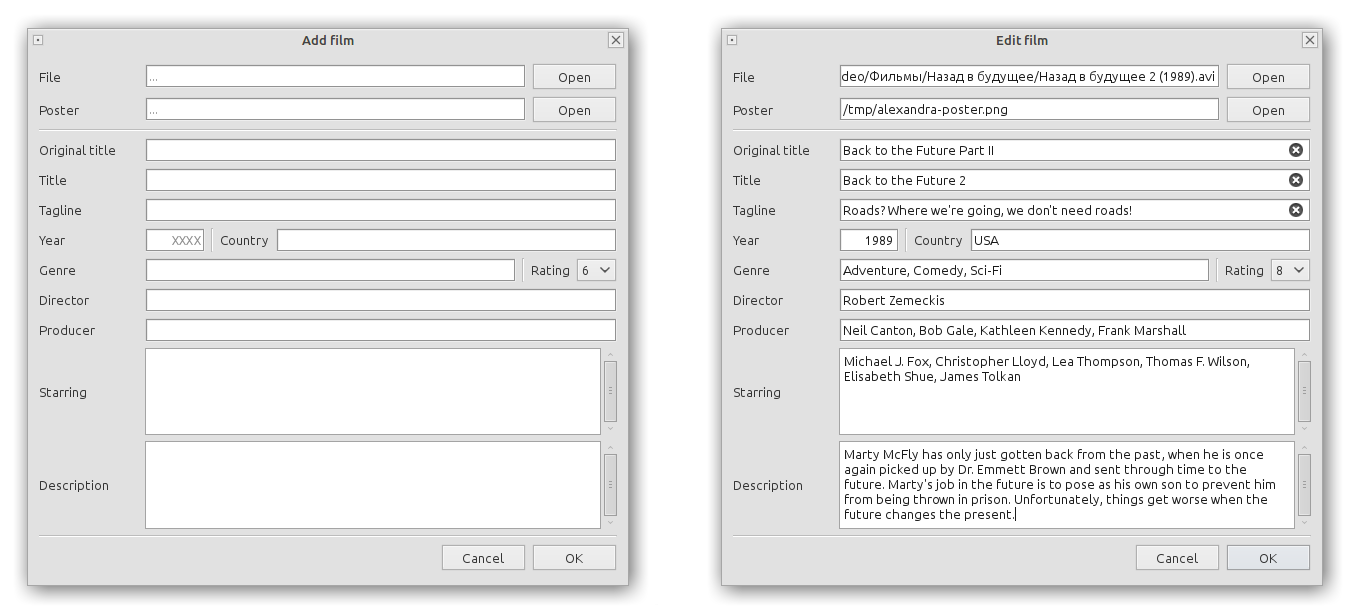 Add film
File
...
Open
Poster
...
Open
Original title
Title
Tagline
Year
XXXX
Country
Genre
Rating
6
Director
Producer
Starring
Description
Cancel
OK
Edit film
File
deo/Фильмы/Назад в будущее/Назад в будущее 2 (1989).avi
Open
Poster
/tmp/alexandra-poster.png
Open
Original title
Back to the Future Part II
Title
Back to the Future 2
Tagline
Roads? Where we're going, we don't need roads!
Year
1989
Country
USA
Genre
Adventure, Comedy, Sci-Fi
Rating
8
Director
Robert Zemeckis
Producer
Neil Canton, Bob Gale, Kathleen Kennedy, Frank Marshall
Starring
Michael J. Fox, Christopher Lloyd, Lea Thompson, Thomas F. Wilson,
Elisabeth Shue, James Tolkan
Description
Marty McFly has only just gotten back from the past, when he is once
again picked up by Dr. Emmett Brown and sent through time to the
future. Marty's job in the future is to pose as his own son to prevent him
from being thrown in prison. Unfortunately, things get worse when the
future changes the present.
Cancel
OK